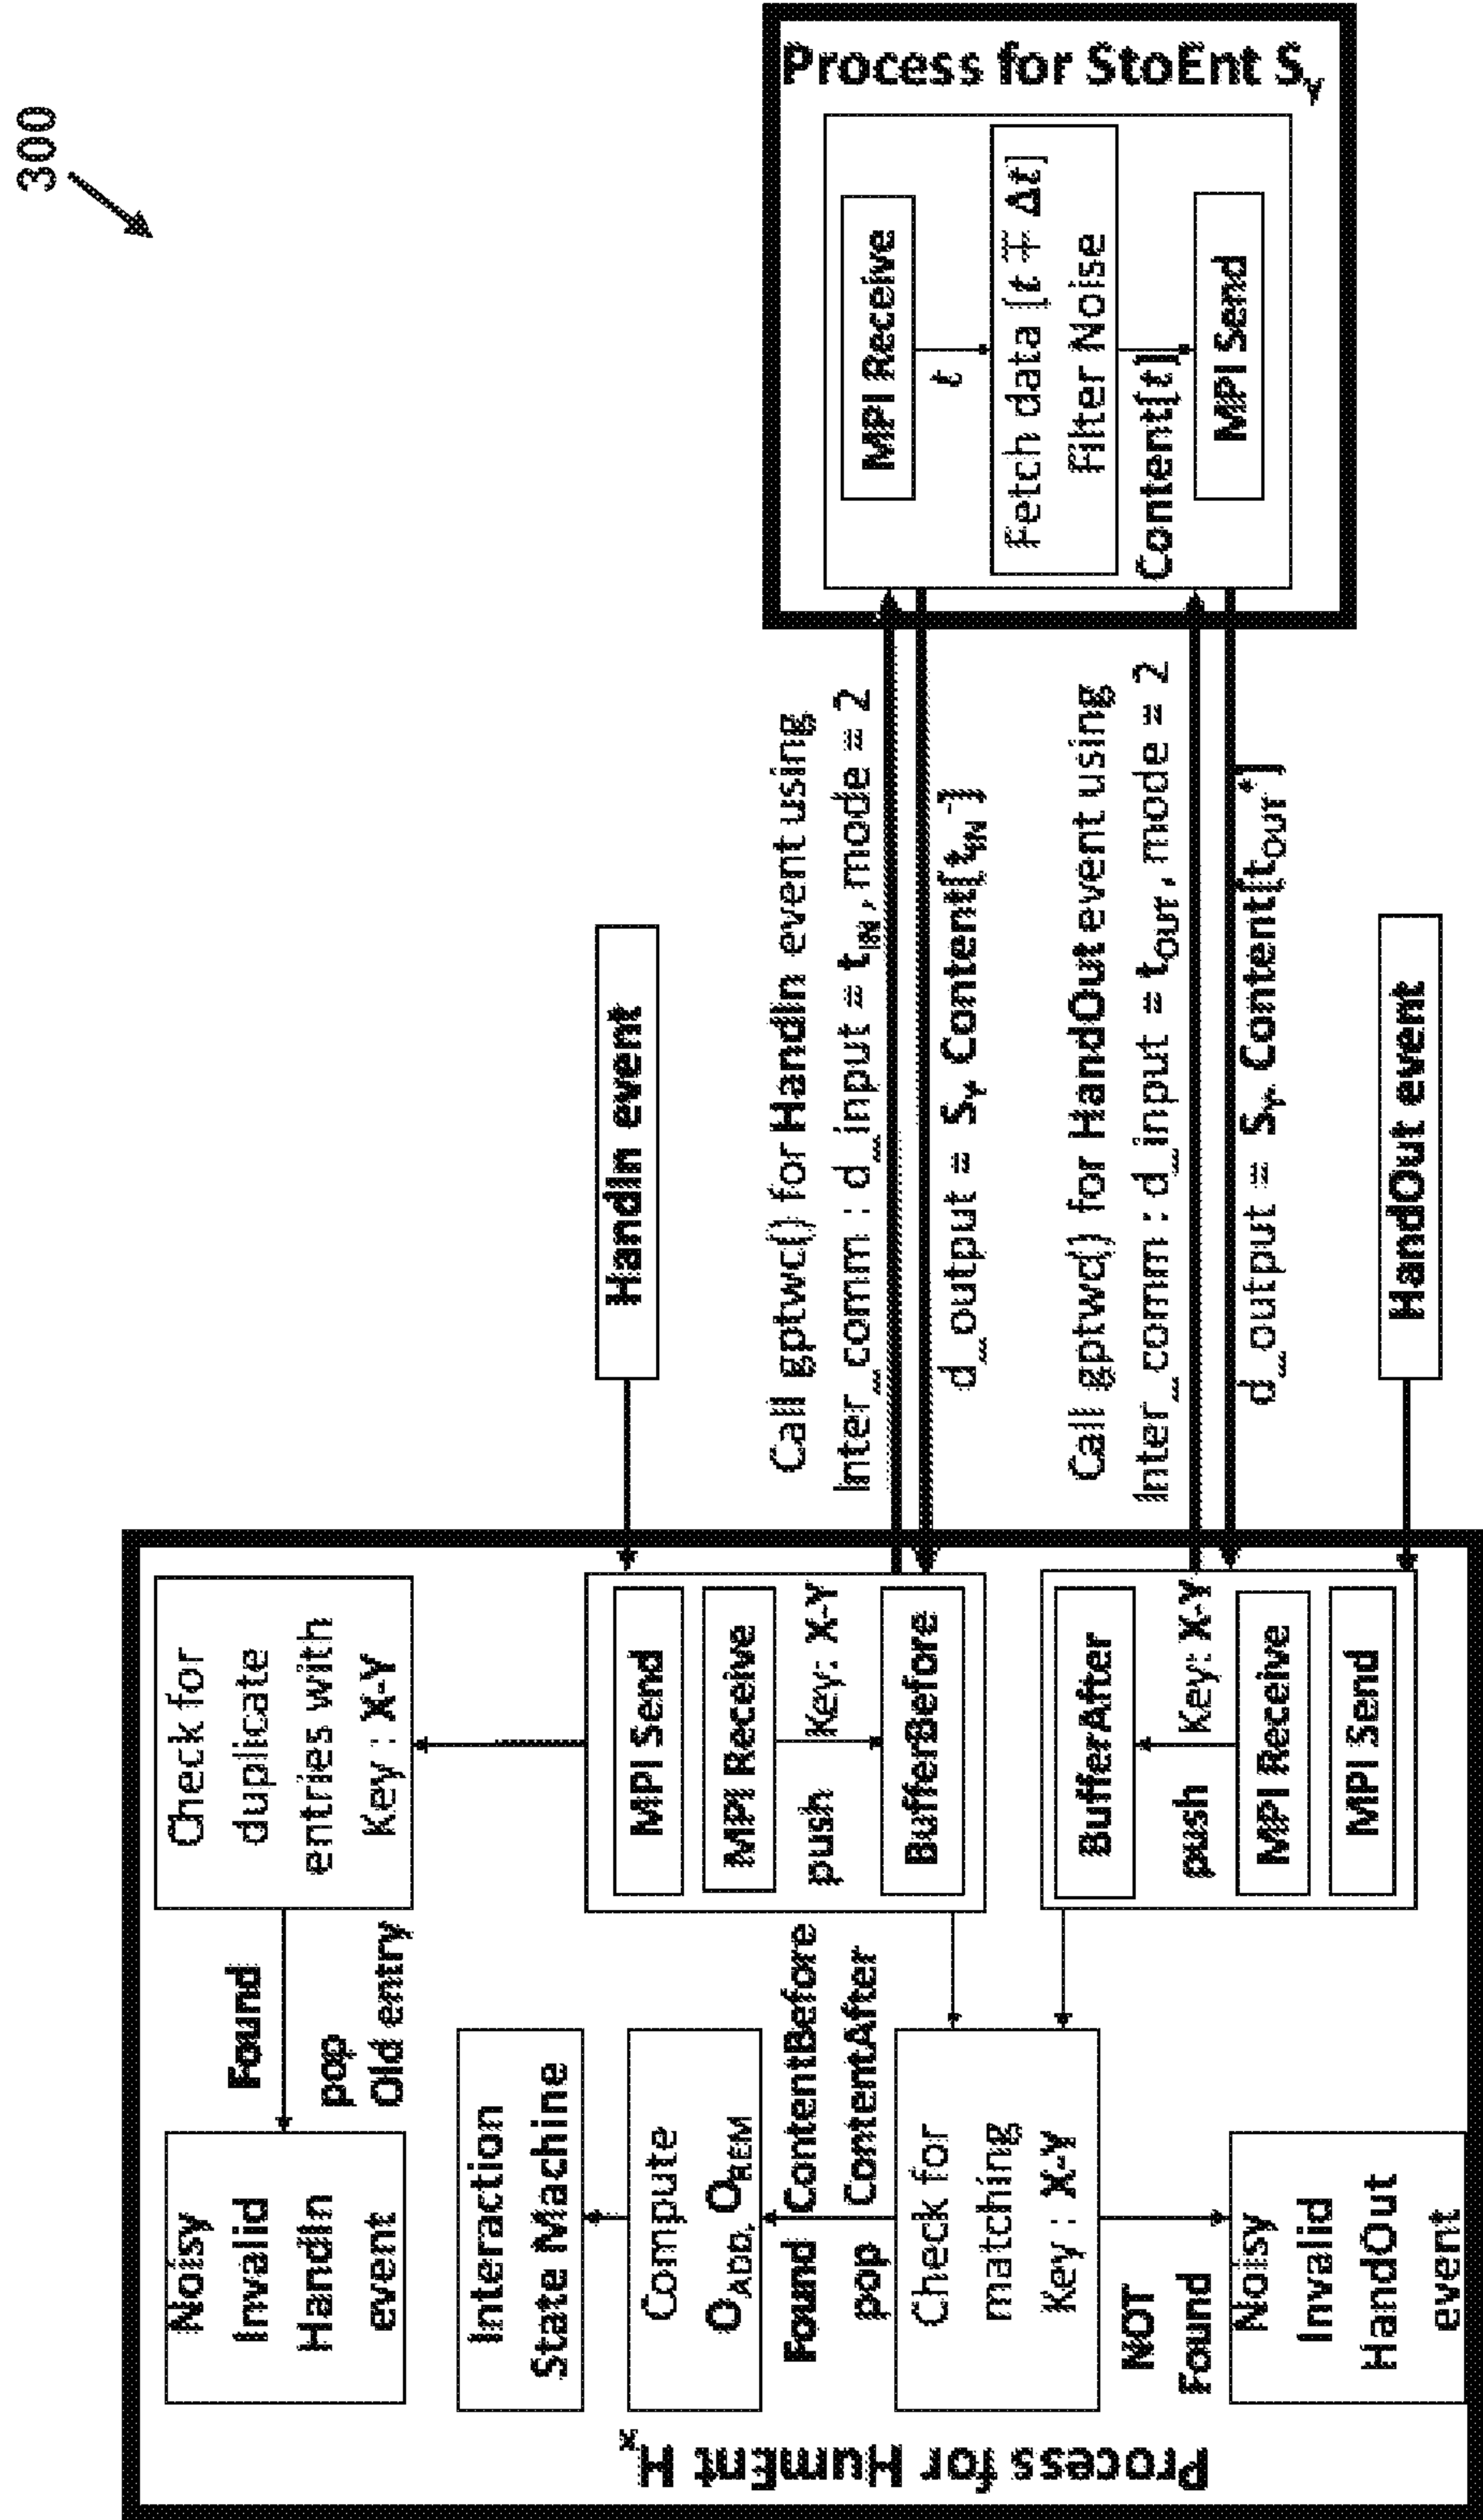 300
Process for HumEnt Hx
Noisy
Invalid
HandIn
event
Found
pop
Old entry
Check for
duplicate
entries with
Key : X-Y
Interaction
State Machine
Compute
OADD, OREM
Found ContentBefore
pop ContentAfter
Check for
matching
Key : X-Y
NOT
Found
Noisy
Invalid
HandOut
event
MPI Send
MPI Receive
push Key: X-Y
BufferBefore
BufferAfter
push Key: X-Y
MPI Receive
MPI Send
HandIn event
Call gptwc() for HandIn event using
Inter_comm : d_input = tIN, mode = 2
d_output = SY. Content[tIN-]
Call gptwc() for HandOut event using
Inter_comm : d_input = tOUT, mode = 2
d_output = SY. Content[tOUT+]
HandOut event
Process for StoEnt SY
MPI Receive
t
Fetch data [t ∓ Δt]
Filter Noise
Content[t]
MPI Send